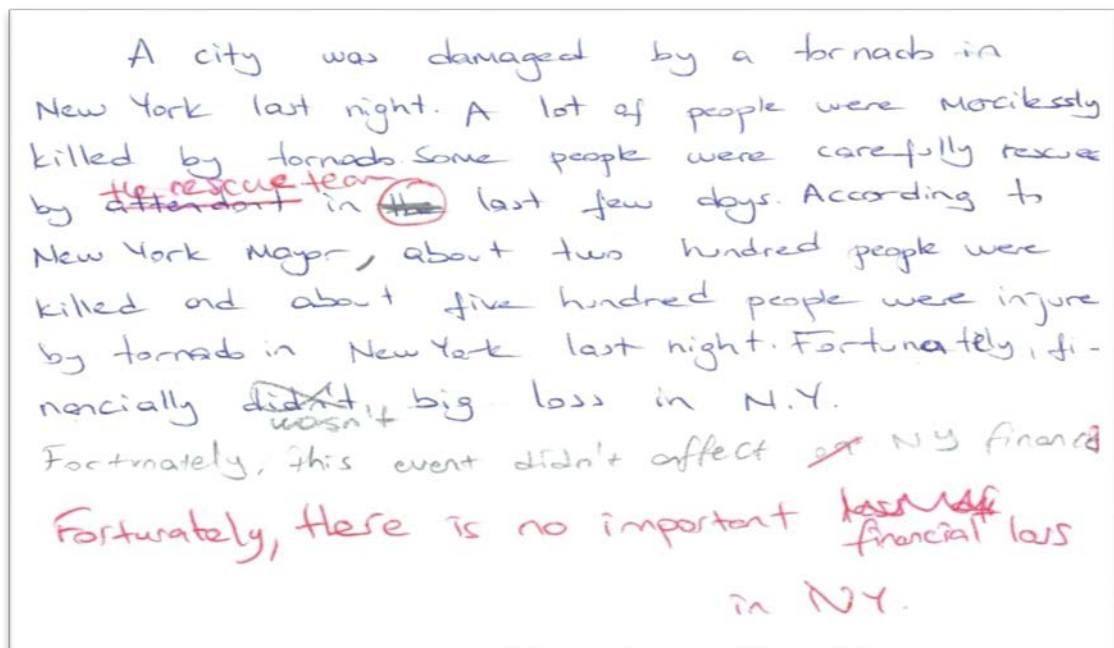 A city was damaged by a tornado in
New York last night. A lot of people were Mercilessly
killed by tornado. Some people were carefully rescue
the rescue team
by attendant in the last few days. According to
New York Mayor, about two hundred people were
killed and about five hundred people were injure
by tornado in New York last night. Fortunately, fi-
nancially didn't big loss in N.Y.
wasn't
Fortunately, this event didn't affect NY financ
Fortunately, there is no important
financial loss
in NY.